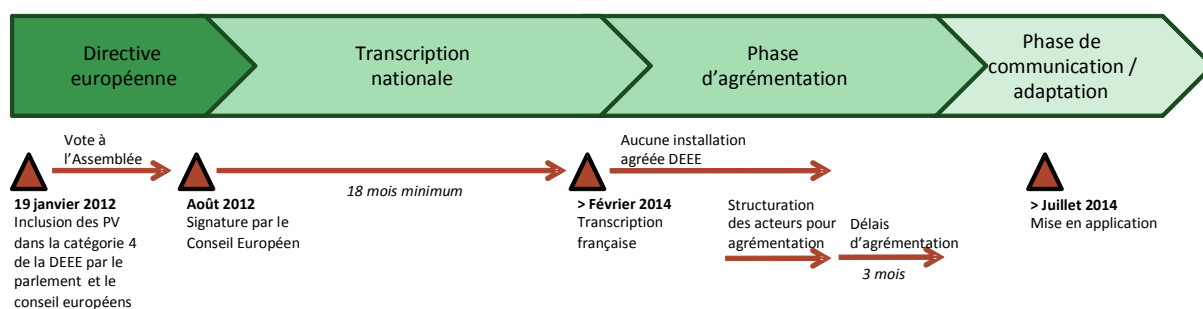 Directive
européenne
Transcription
nationale
Phase
d'agrémentation
Phase de
communication /
adaptation
Vote à
l'Assemblée
18 mois minimum
Aucune installation
agréée DEEE
19 janvier 2012
Inclusion des PV
dans la catégorie 4
de la DEEE par le
parlement et le
conseil européens
Août 2012
Signature par le
Conseil Européen
> Février 2014
Transcription
française
Structuration
des acteurs pour
agrémentation
Délais
d'agrémentation
3 mois
> Juillet 2014
Mise en application